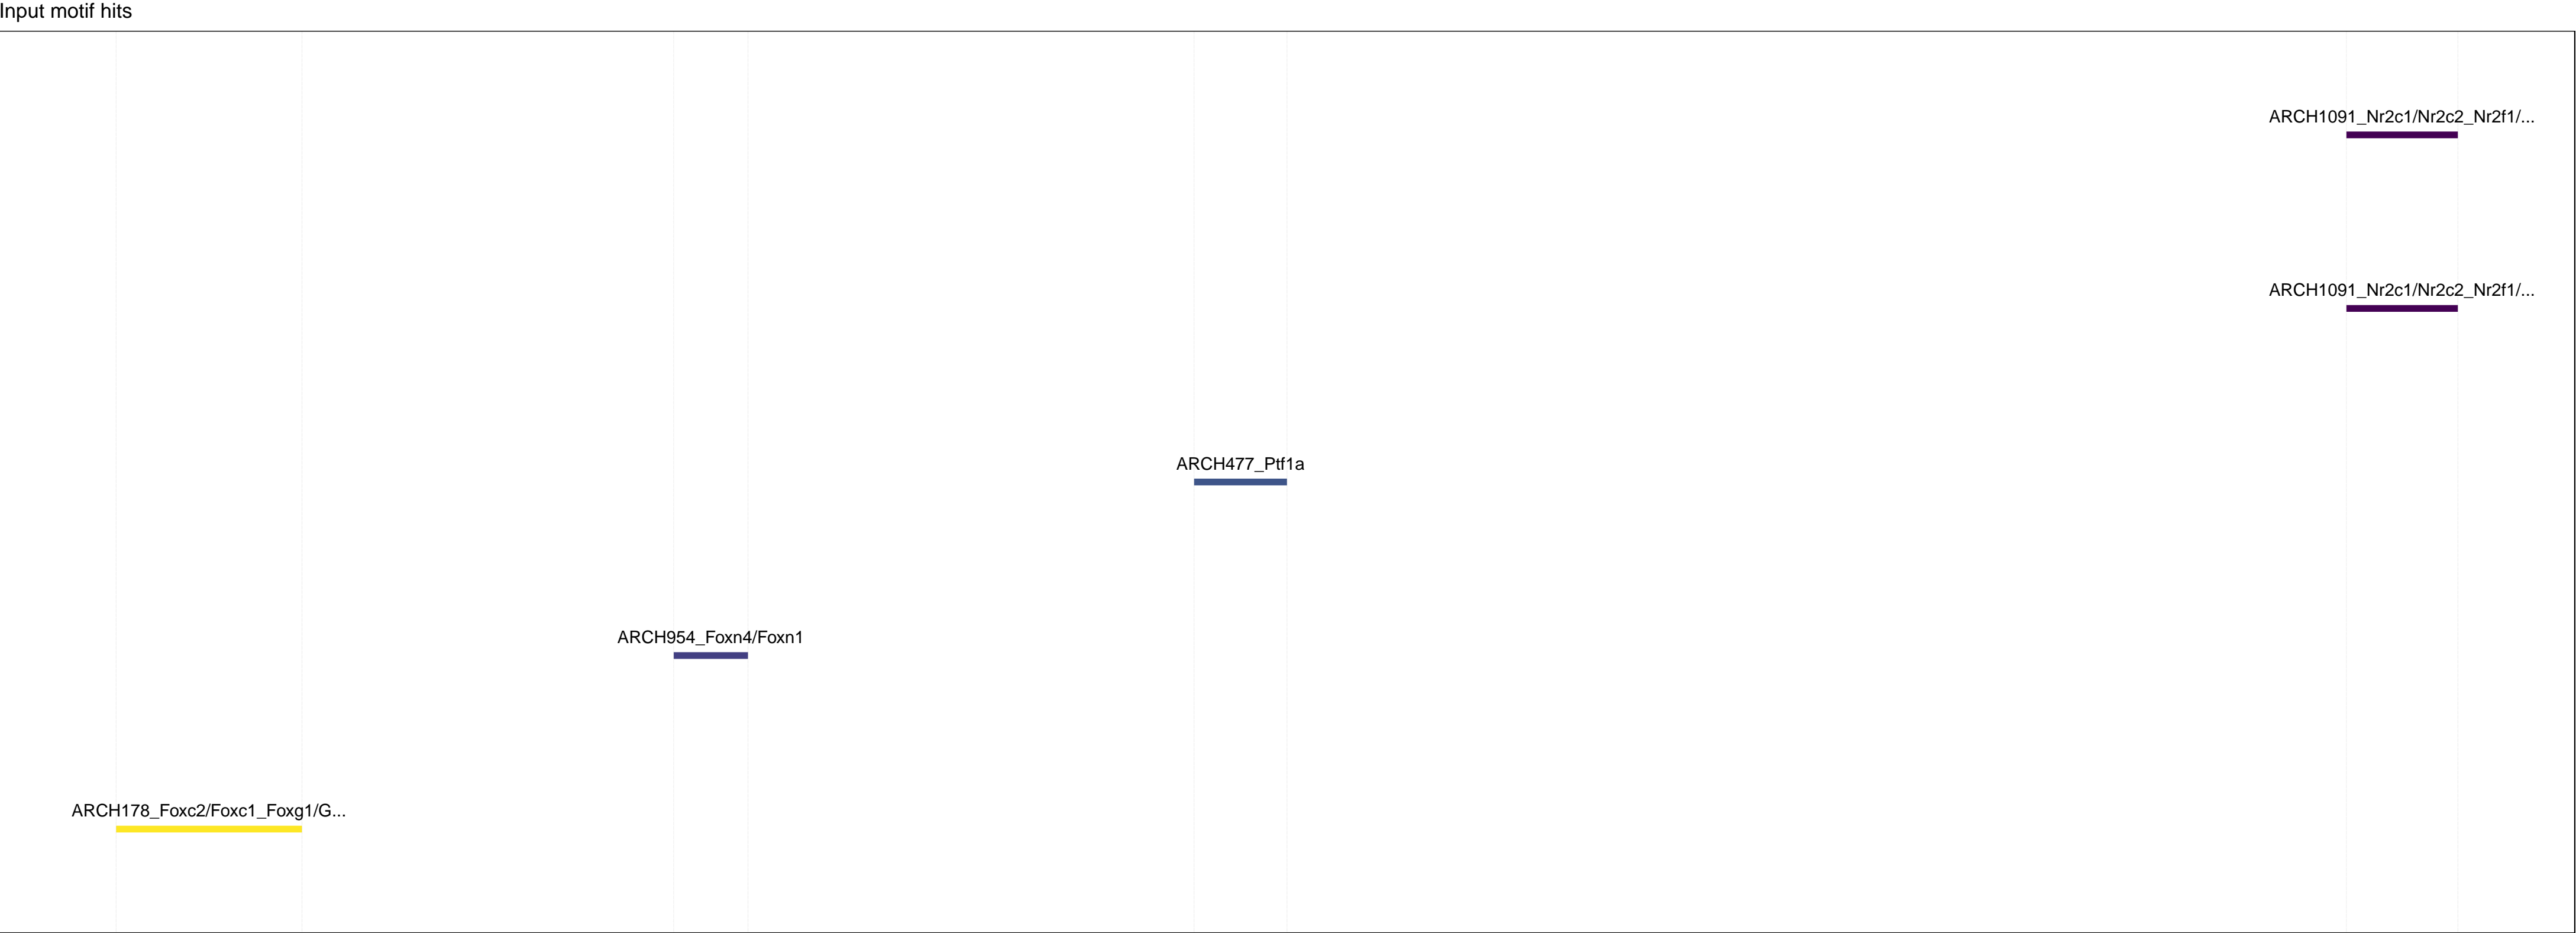 Input motif hits
ARCH1091_Nr2c1/Nr2c2_Nr2f1/...
ARCH1091_Nr2c1/Nr2c2_Nr2f1/...
ARCH477_Ptf1a
ARCH954_Foxn4/Foxn1
ARCH178_Foxc2/Foxc1_Foxg1/G...